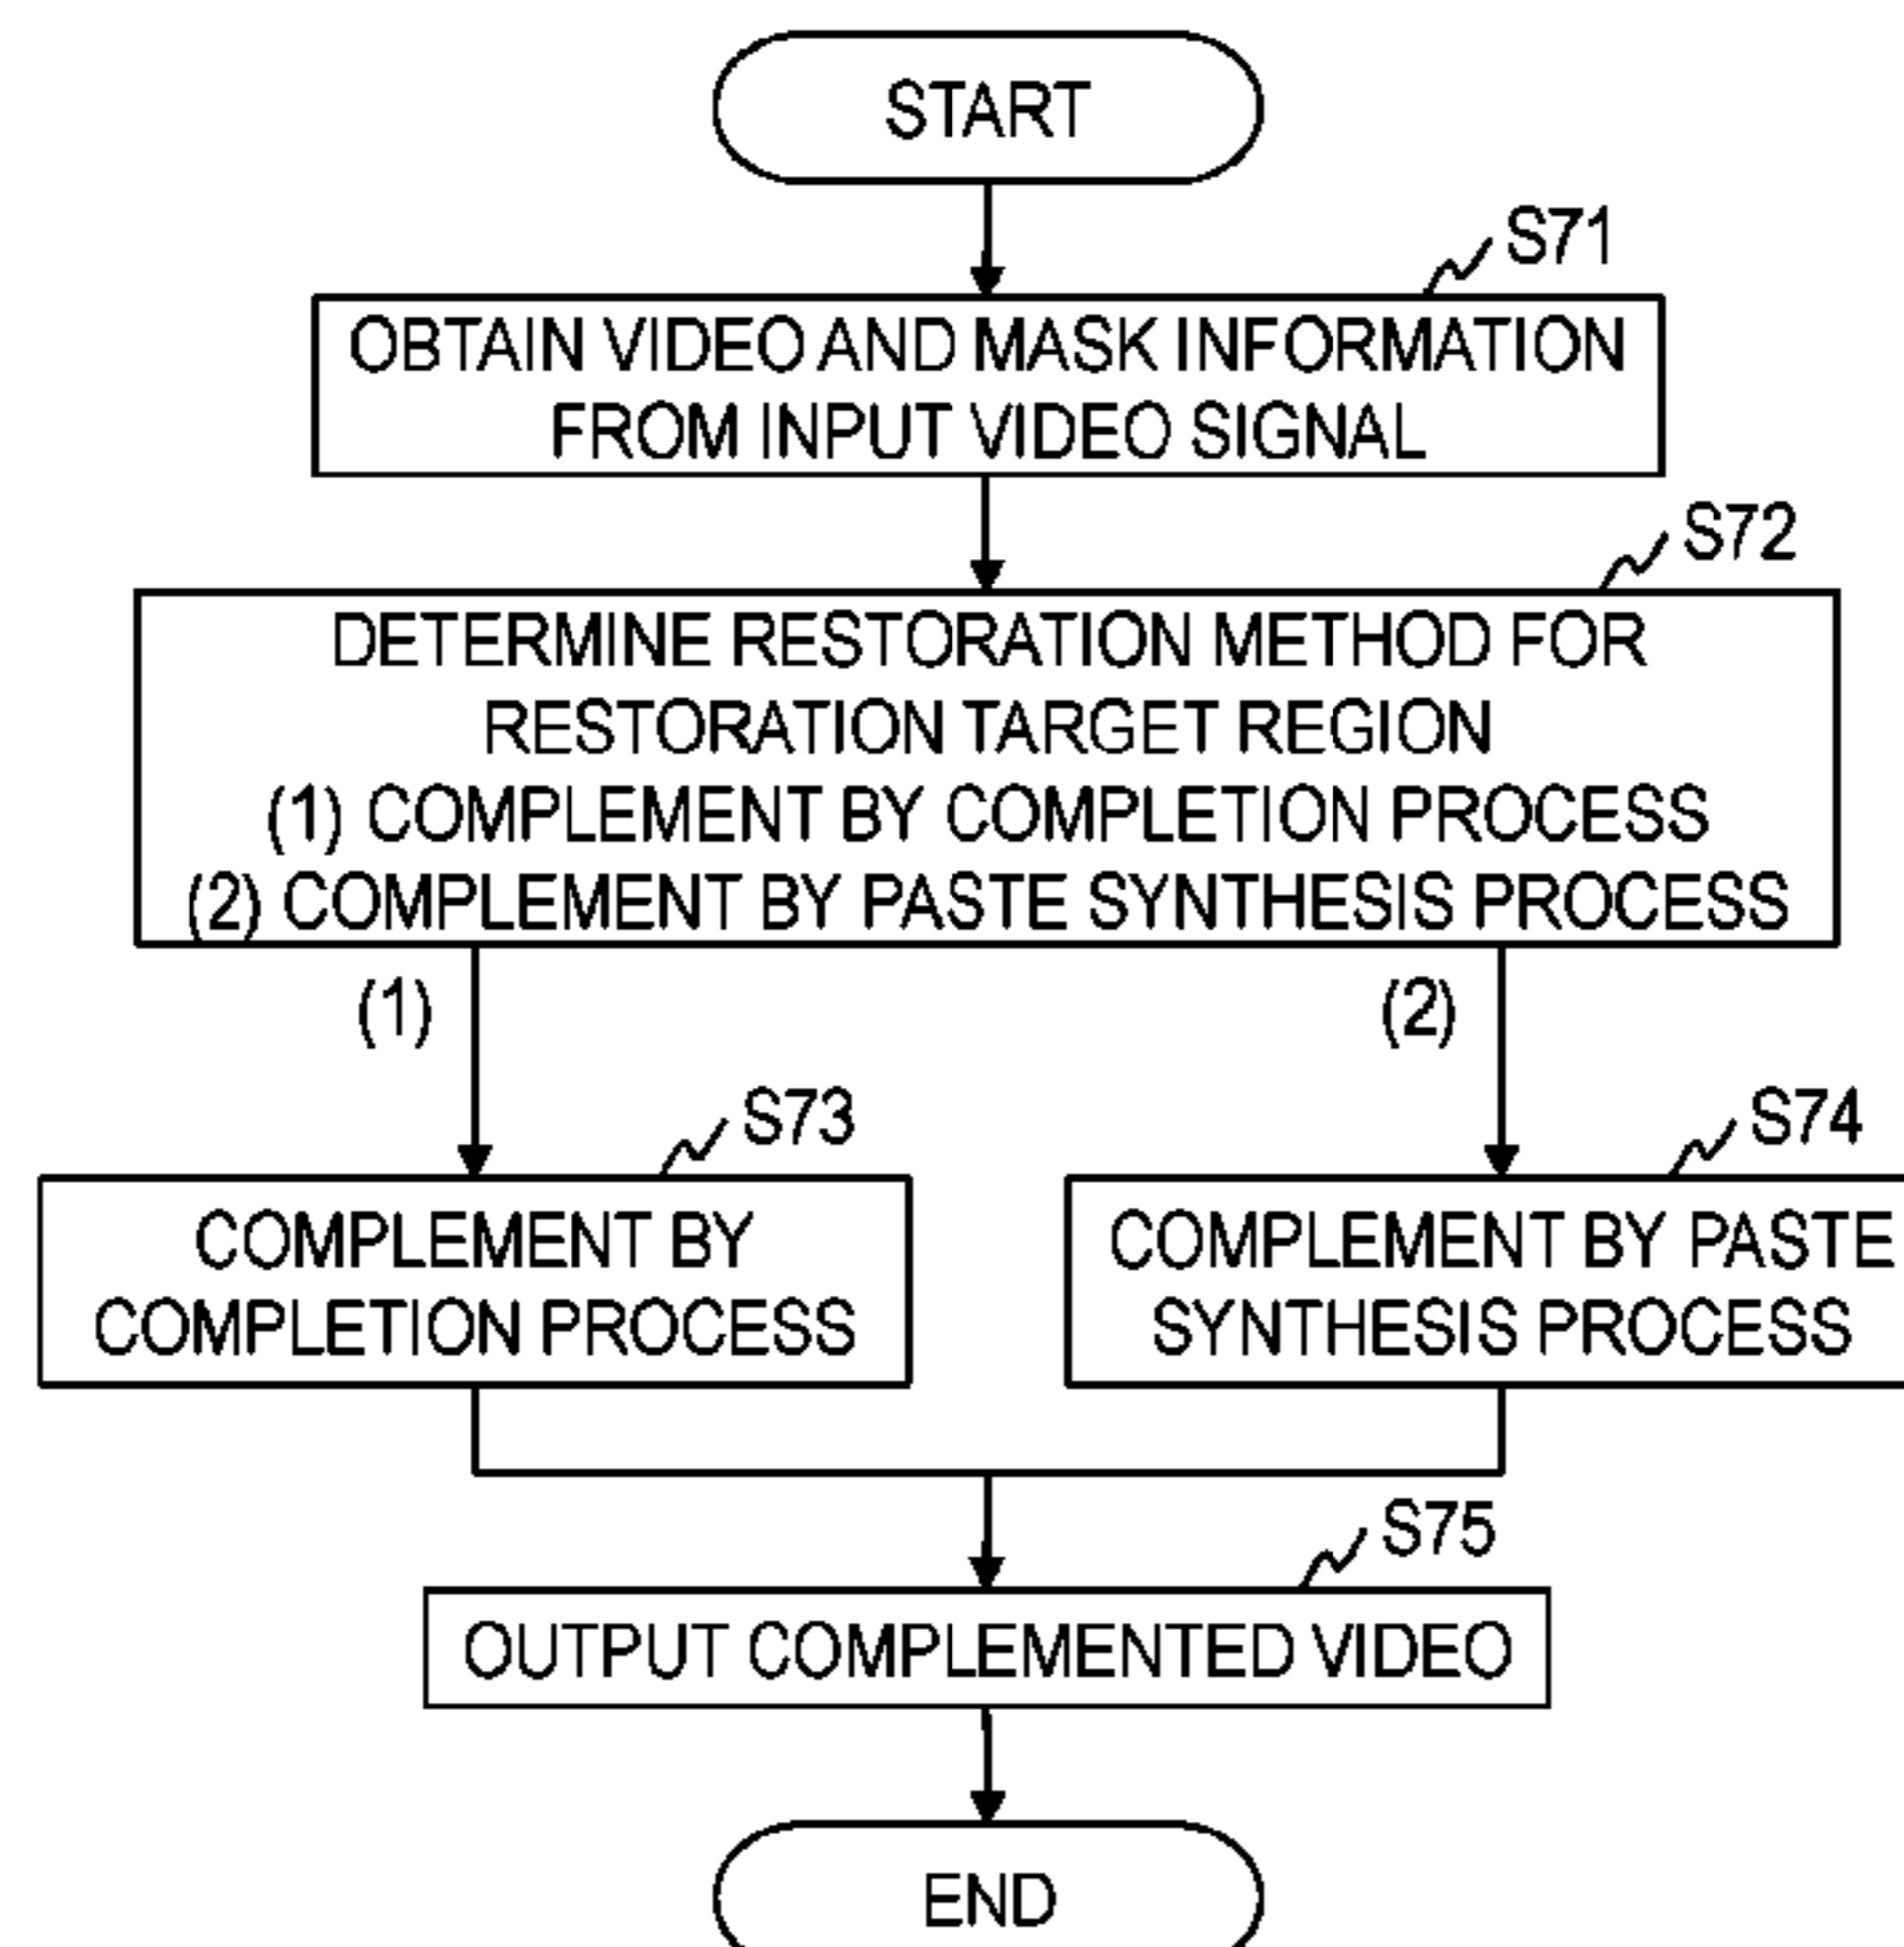 START
S71
OBTAIN VIDEO AND MASK INFORMATION
FROM INPUT VIDEO SIGNAL
S72
DETERMINE RESTORATION METHOD FOR
RESTORATION TARGET REGION
(1) COMPLEMENT BY COMPLETION PROCESS
(2) COMPLEMENT BY PASTE SYNTHESIS PROCESS
(1)
(2)
S73
COMPLEMENT BY
COMPLETION PROCESS
S74
COMPLEMENT BY PASTE
SYNTHESIS PROCESS
S75
OUTPUT COMPLEMENTED VIDEO
END